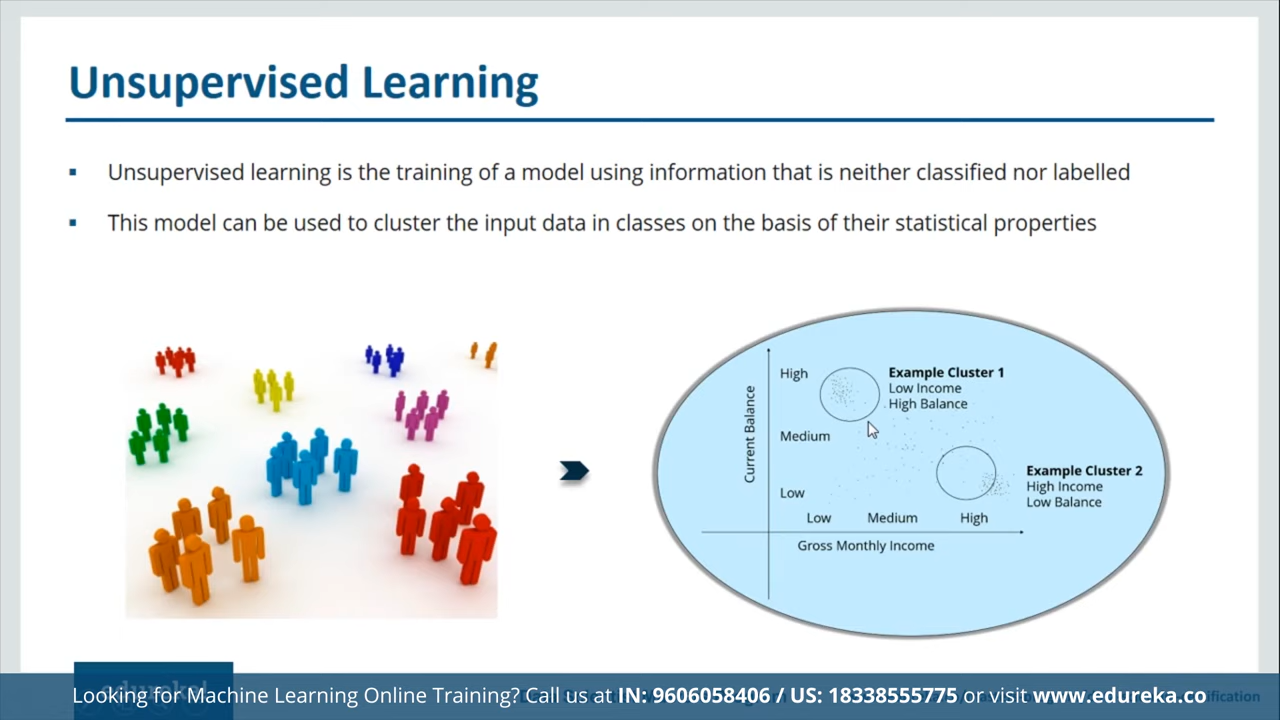 Unsupervised Learning
Unsupervised learning is the training of a model using information that is neither classified nor labelled
This model can be used to cluster the input data in classes on the basis of their statistical properties
High
Example Cluster 1
Low Income
High Balance
Current Balance
Medium
Example Cluster 2
High Income
Low Balance
Low
Low Medium High
Gross Monthly Income
Looking for Machine Learning Online Training? Call us at IN: 9606058406 / US: 18338555775 or visit www.edureka.co